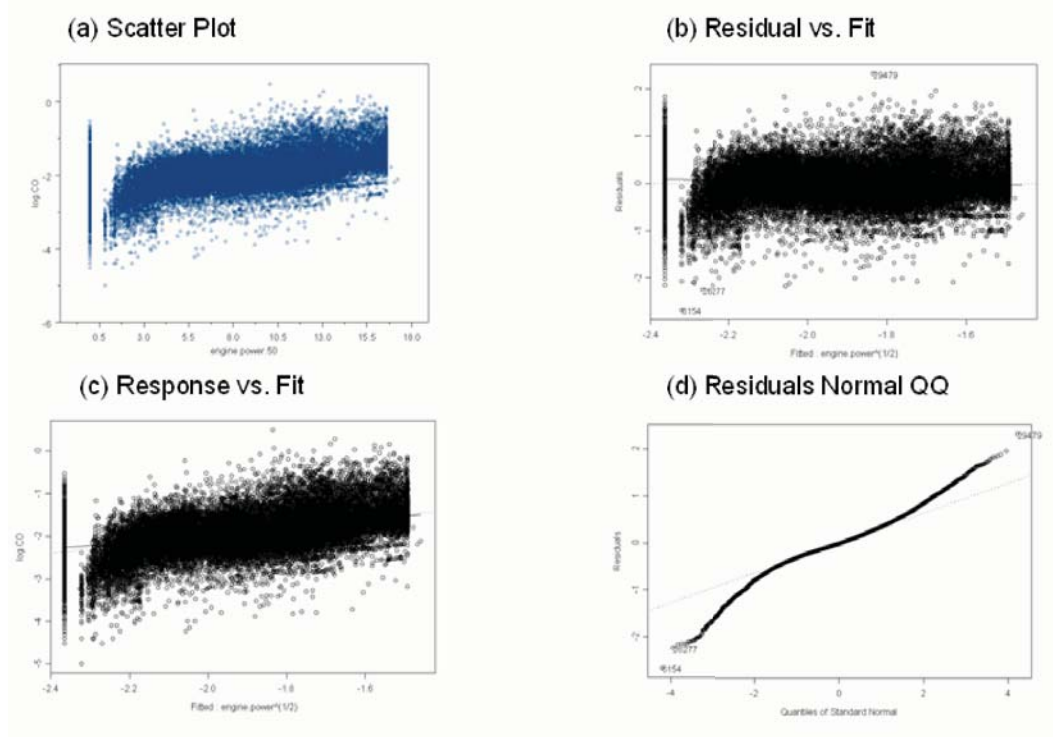 (a) Scatter Plot
0
-2
-4
-6
log CO
0.5 3.0 5.5 8.0 10.5 13.0 15.5 18.0
engine power 50
(b) Residual vs. Fit
2
1
0
-1
-2
Residuals
29479
26277
6154
-2.4 -2.2 -2.0 -1.8 -1.6
Fitted : engine.power^(1/2)
(c) Response vs. Fit
0
-1
-2
-3
-4
-5
log CO
-2.4 -2.2 -2.0 -1.8 -1.6
Fitted : engine.power^(1/2)
(d) Residuals Normal QQ
2
1
0
-1
-2
Residuals
29479
26277
6154
-4 -2 0 2 4
Quantiles of Standard Normal